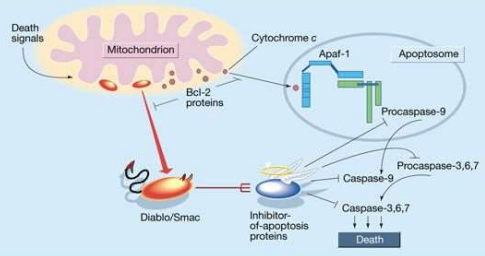 Death
signals
Mitochondrion
Cytochrome c
Apaf-1
Apoptosome
Bcl-2
proteins
Procaspase-9
Procaspase-3,6,7
Caspase-9
Diablo/Smac
Inhibitor-
of-apoptosis
proteins
Caspase-3,6,7
Death